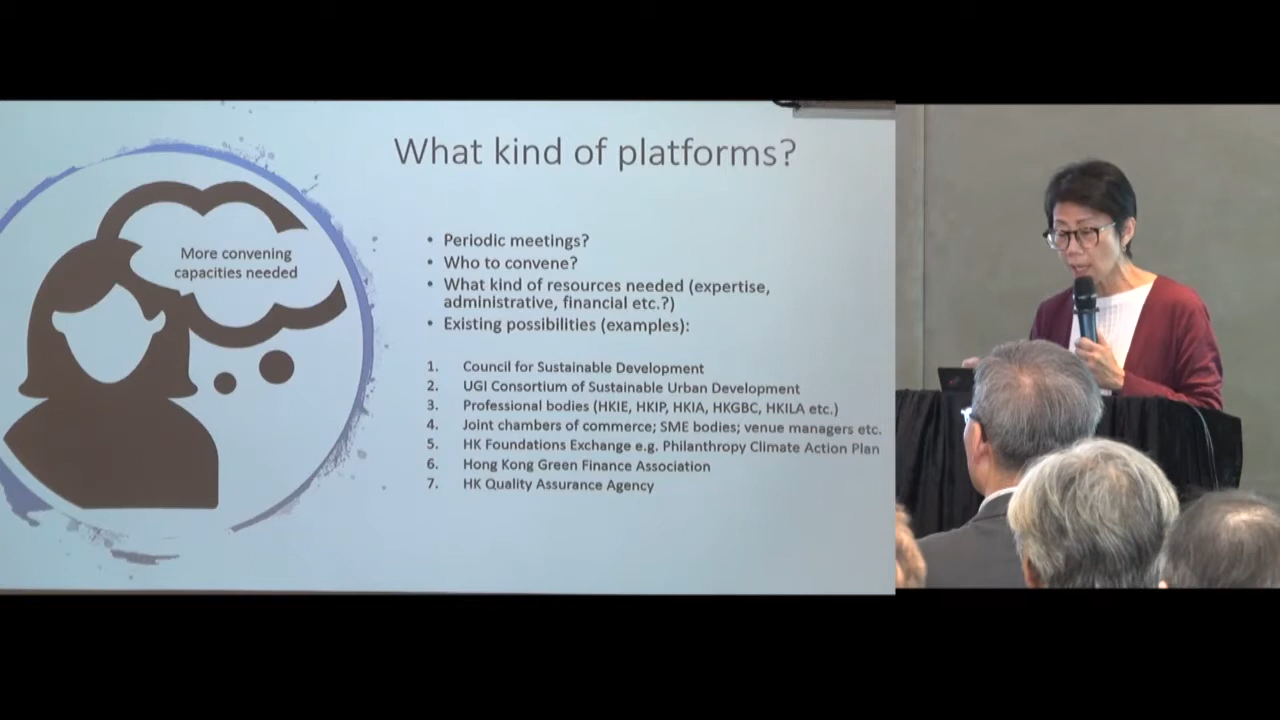 What kind of platforms?
More convening
capacities needed
• Periodic meetings?
• Who to convene?
• What kind of resources needed (expertise,
administrative, financial etc.?)
• Existing possibilities (examples):
1. Council for Sustainable Development
2. UGI Consortium of Sustainable Urban Development
3. Professional bodies (HKIE, HKIP, HKIA, HKGBC, HKILA etc.)
4. Joint chambers of commerce; SME bodies; venue managers etc.
5. HK Foundations Exchange e.g. Philanthropy Climate Action Plan
6. Hong Kong Green Finance Association
7. HK Quality Assurance Agency